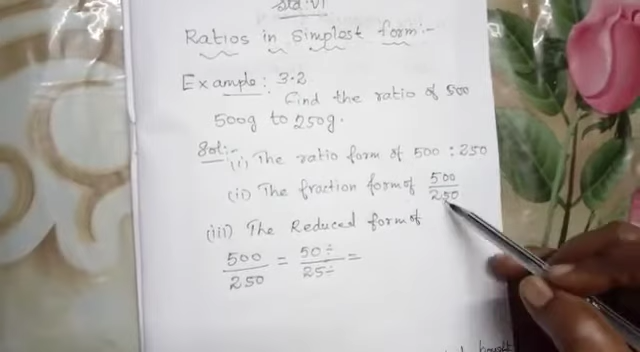 Std: VI
Ratios in simplest form:-
Example: 3.2
Find the ratio of 500
500g to 250g.
Sol:-
(i) The ratio form of 500 : 250
(ii) The fraction form of 500/250
(iii) The Reduced form of
500/250 = 50÷/25÷ =